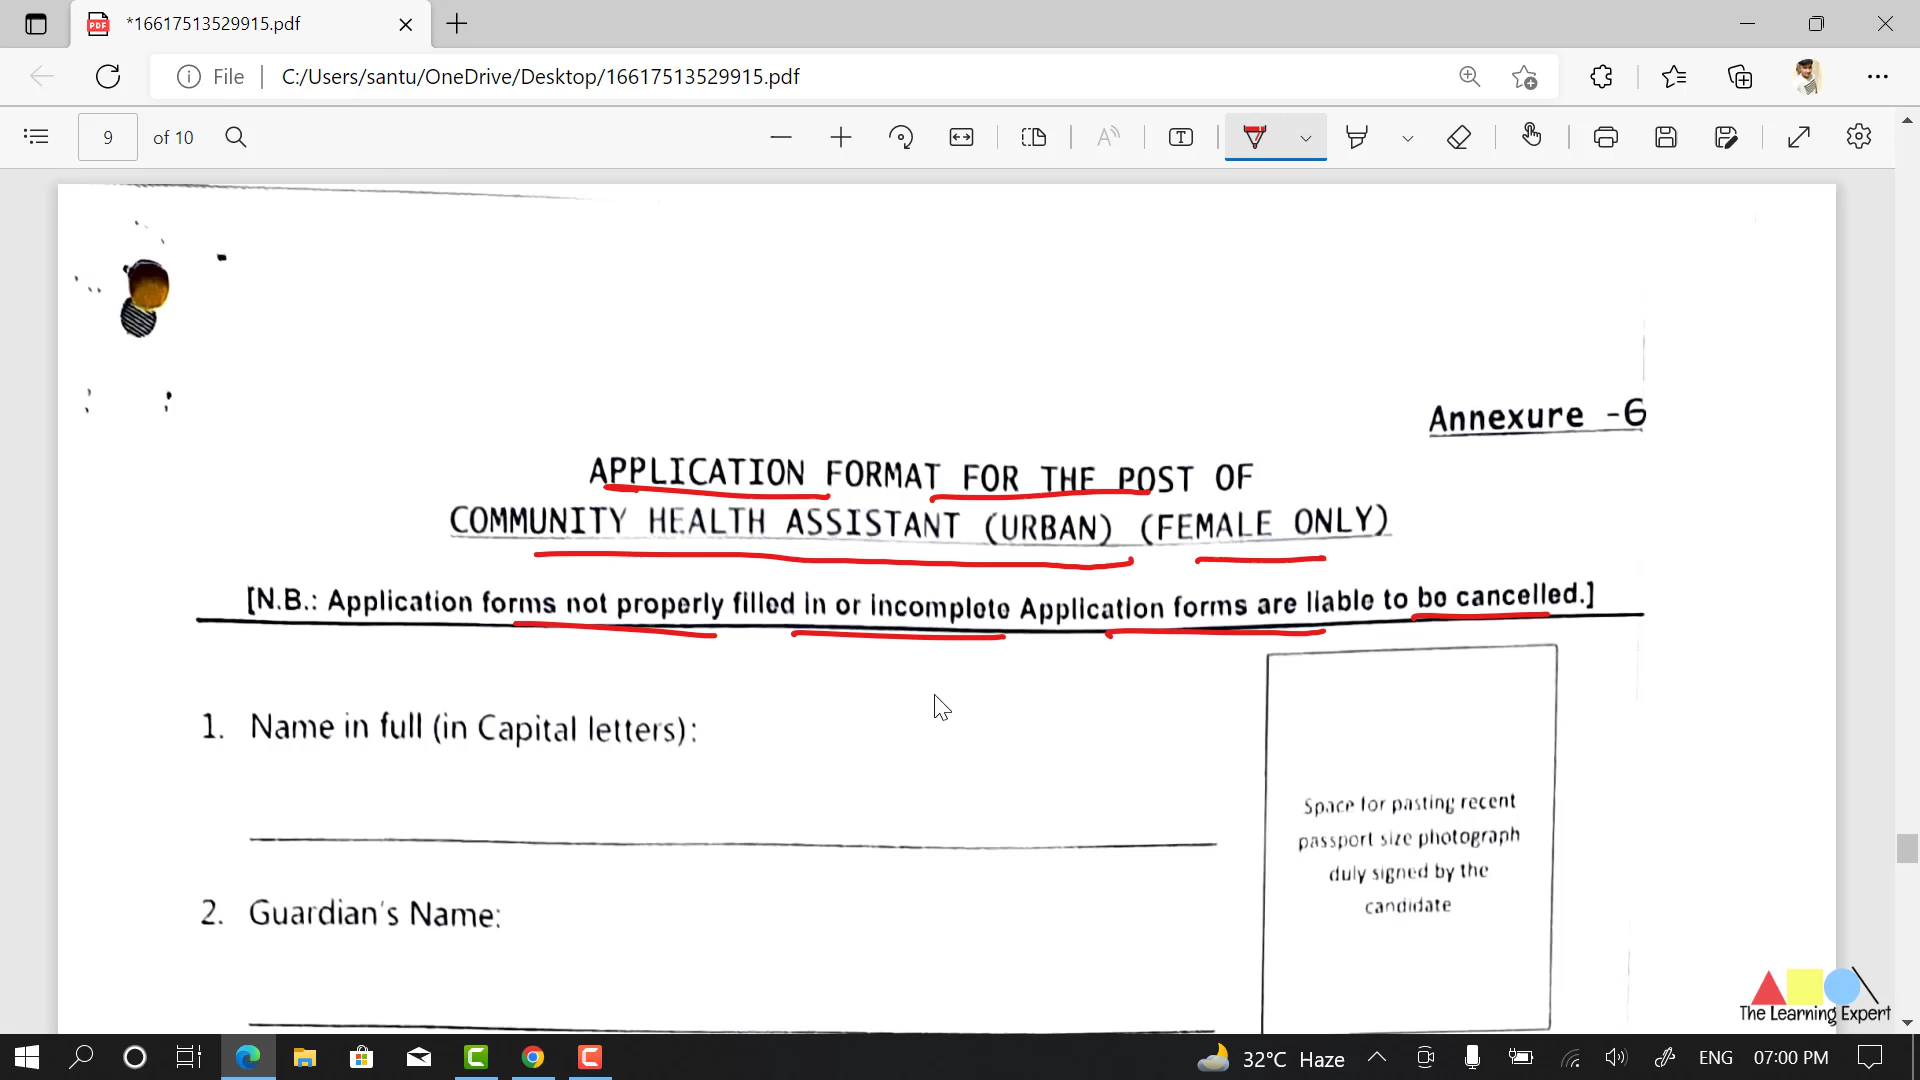 *16617513529915.pdf
File
C:/Users/santu/OneDrive/Desktop/16617513529915.pdf
9
of 10
Annexure -6
APPLICATION FORMAT FOR THE POST OF
COMMUNITY HEALTH ASSISTANT (URBAN) (FEMALE ONLY)
[N.B.: Application forms not properly filled in or incomplete Application forms are liable to be cancelled.]
1. Name in full (in Capital letters):
Space for pasting recent
passport size photograph
duly signed by the
candidate
2. Guardian's Name:
The Learning Expert
32°C Haze
ENG
07:00 PM